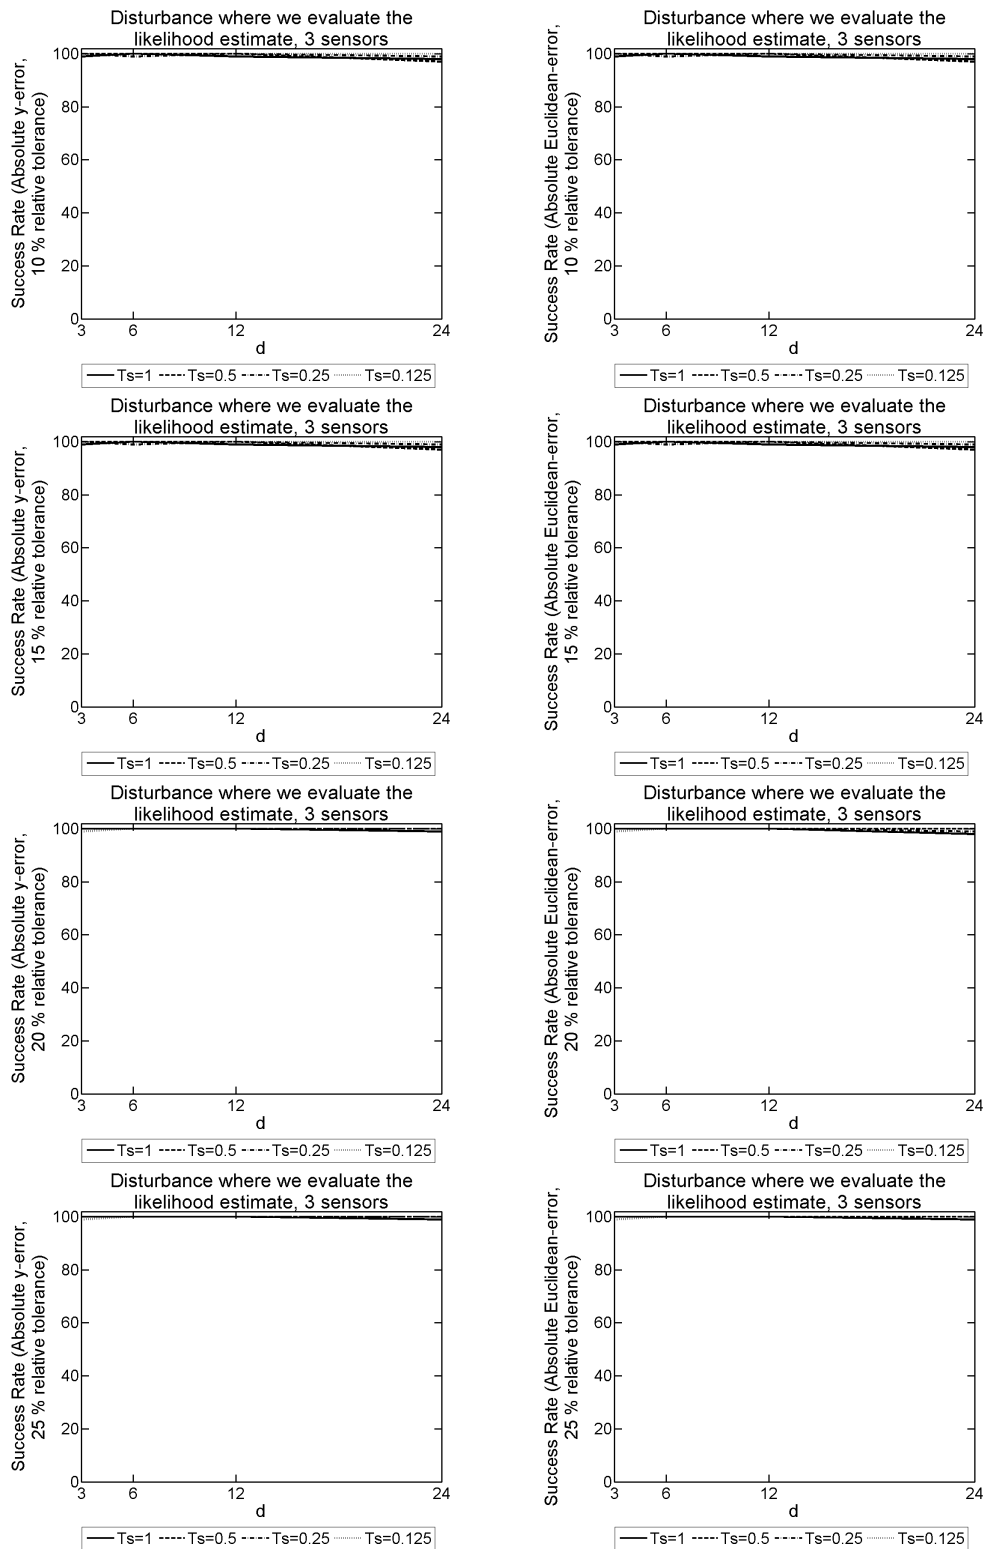 Disturbance where we evaluate the
likelihood estimate, 3 sensors
Success Rate (Absolute y-error,
10 % relative tolerance)
100
80
60
40
20
0
3 6 12 24
d
Ts=1 Ts=0.5 Ts=0.25 Ts=0.125
Disturbance where we evaluate the
likelihood estimate, 3 sensors
Success Rate (Absolute Euclidean-error,
10 % relative tolerance)
100
80
60
40
20
0
3 6 12 24
d
Ts=1 Ts=0.5 Ts=0.25 Ts=0.125
Disturbance where we evaluate the
likelihood estimate, 3 sensors
Success Rate (Absolute y-error,
15 % relative tolerance)
100
80
60
40
20
0
3 6 12 24
d
Ts=1 Ts=0.5 Ts=0.25 Ts=0.125
Disturbance where we evaluate the
likelihood estimate, 3 sensors
Success Rate (Absolute Euclidean-error,
15 % relative tolerance)
100
80
60
40
20
0
3 6 12 24
d
Ts=1 Ts=0.5 Ts=0.25 Ts=0.125
Disturbance where we evaluate the
likelihood estimate, 3 sensors
Success Rate (Absolute y-error,
20 % relative tolerance)
100
80
60
40
20
0
3 6 12 24
d
Ts=1 Ts=0.5 Ts=0.25 Ts=0.125
Disturbance where we evaluate the
likelihood estimate, 3 sensors
Success Rate (Absolute Euclidean-error,
20 % relative tolerance)
100
80
60
40
20
0
3 6 12 24
d
Ts=1 Ts=0.5 Ts=0.25 Ts=0.125
Disturbance where we evaluate the
likelihood estimate, 3 sensors
Success Rate (Absolute y-error,
25 % relative tolerance)
100
80
60
40
20
0
3 6 12 24
d
Ts=1 Ts=0.5 Ts=0.25 Ts=0.125
Disturbance where we evaluate the
likelihood estimate, 3 sensors
Success Rate (Absolute Euclidean-error,
25 % relative tolerance)
100
80
60
40
20
0
3 6 12 24
d
Ts=1 Ts=0.5 Ts=0.25 Ts=0.125